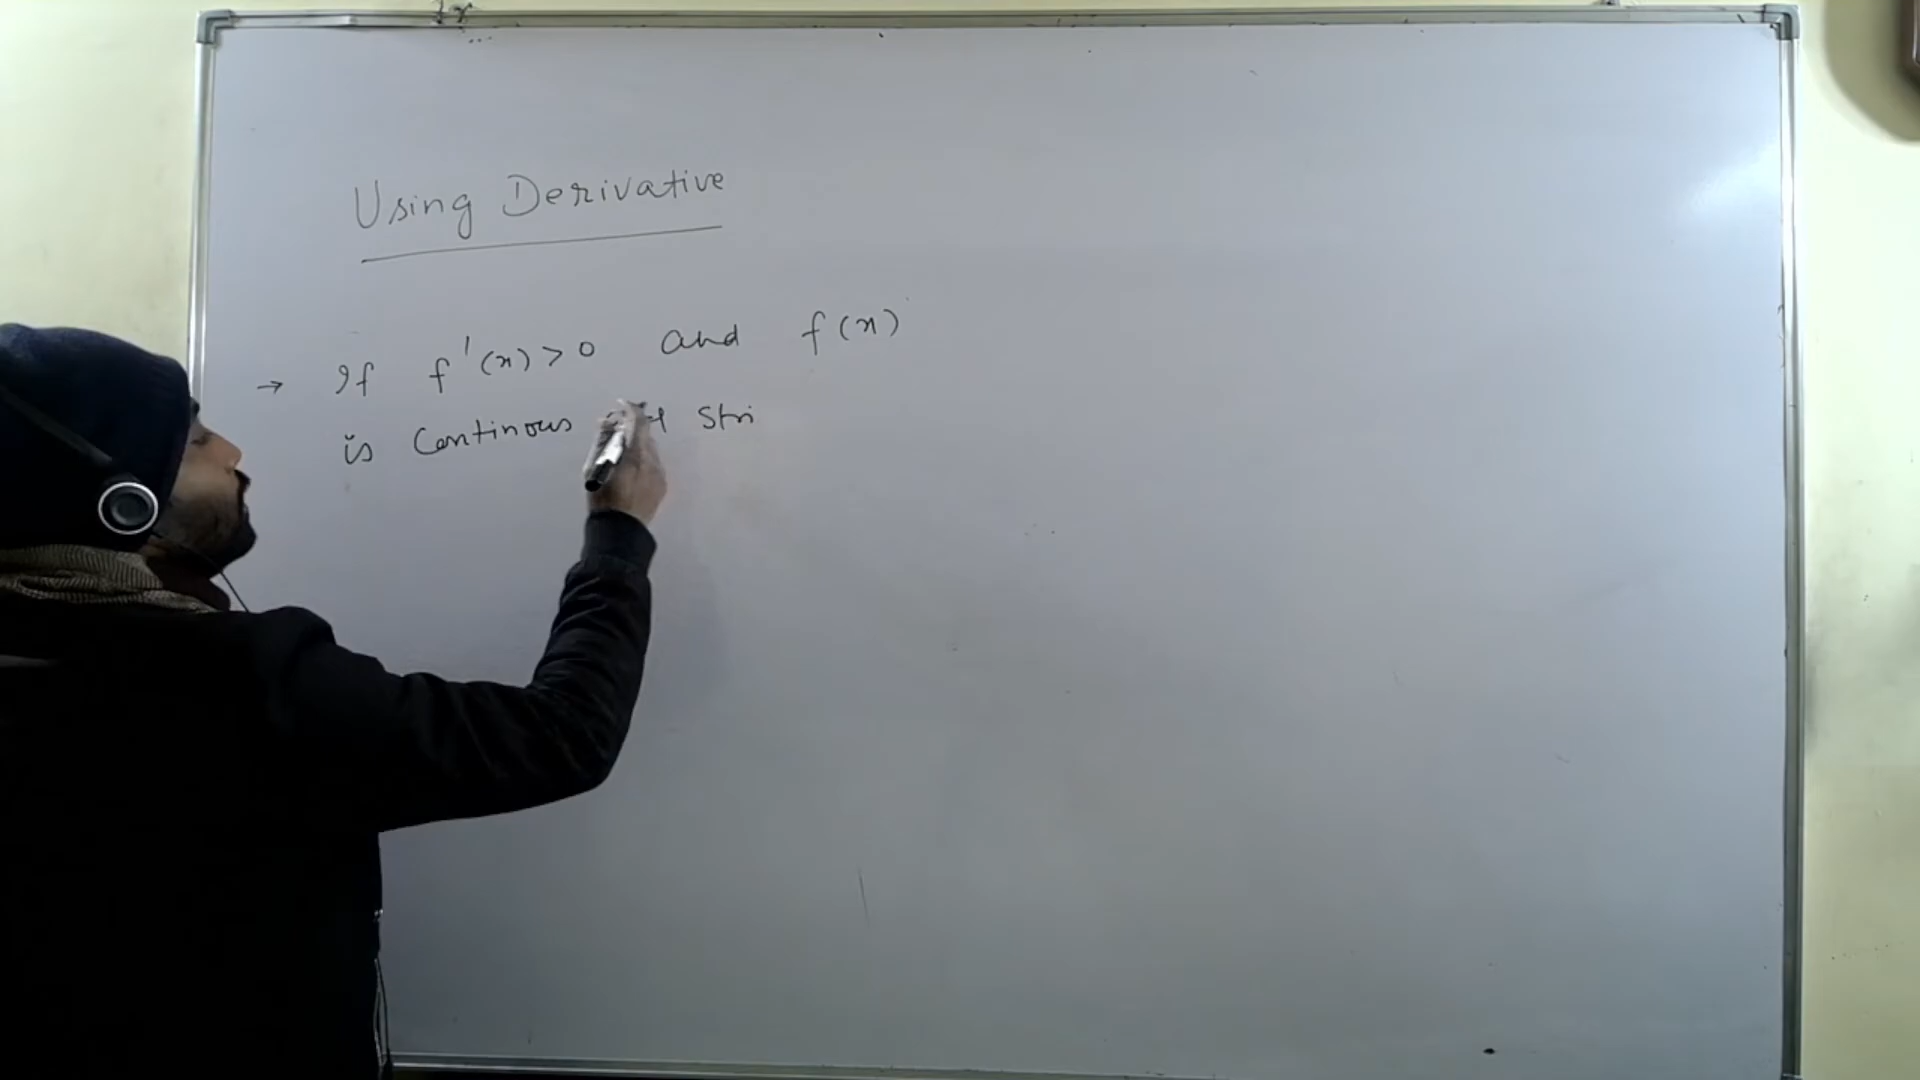 Using Derivative
→ If f'(x) > 0 and f(x)
is Continous Stri